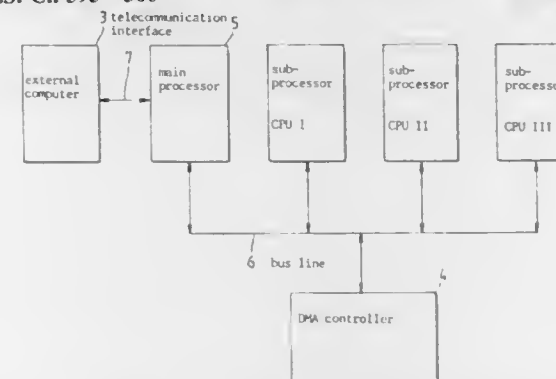 3 telecommunication
interface
5
7
external
computer
main
processor
sub-
processor
CPU I
sub-
processor
CPU II
sub-
processo
CPU III
6 bus line
4
DMA controller